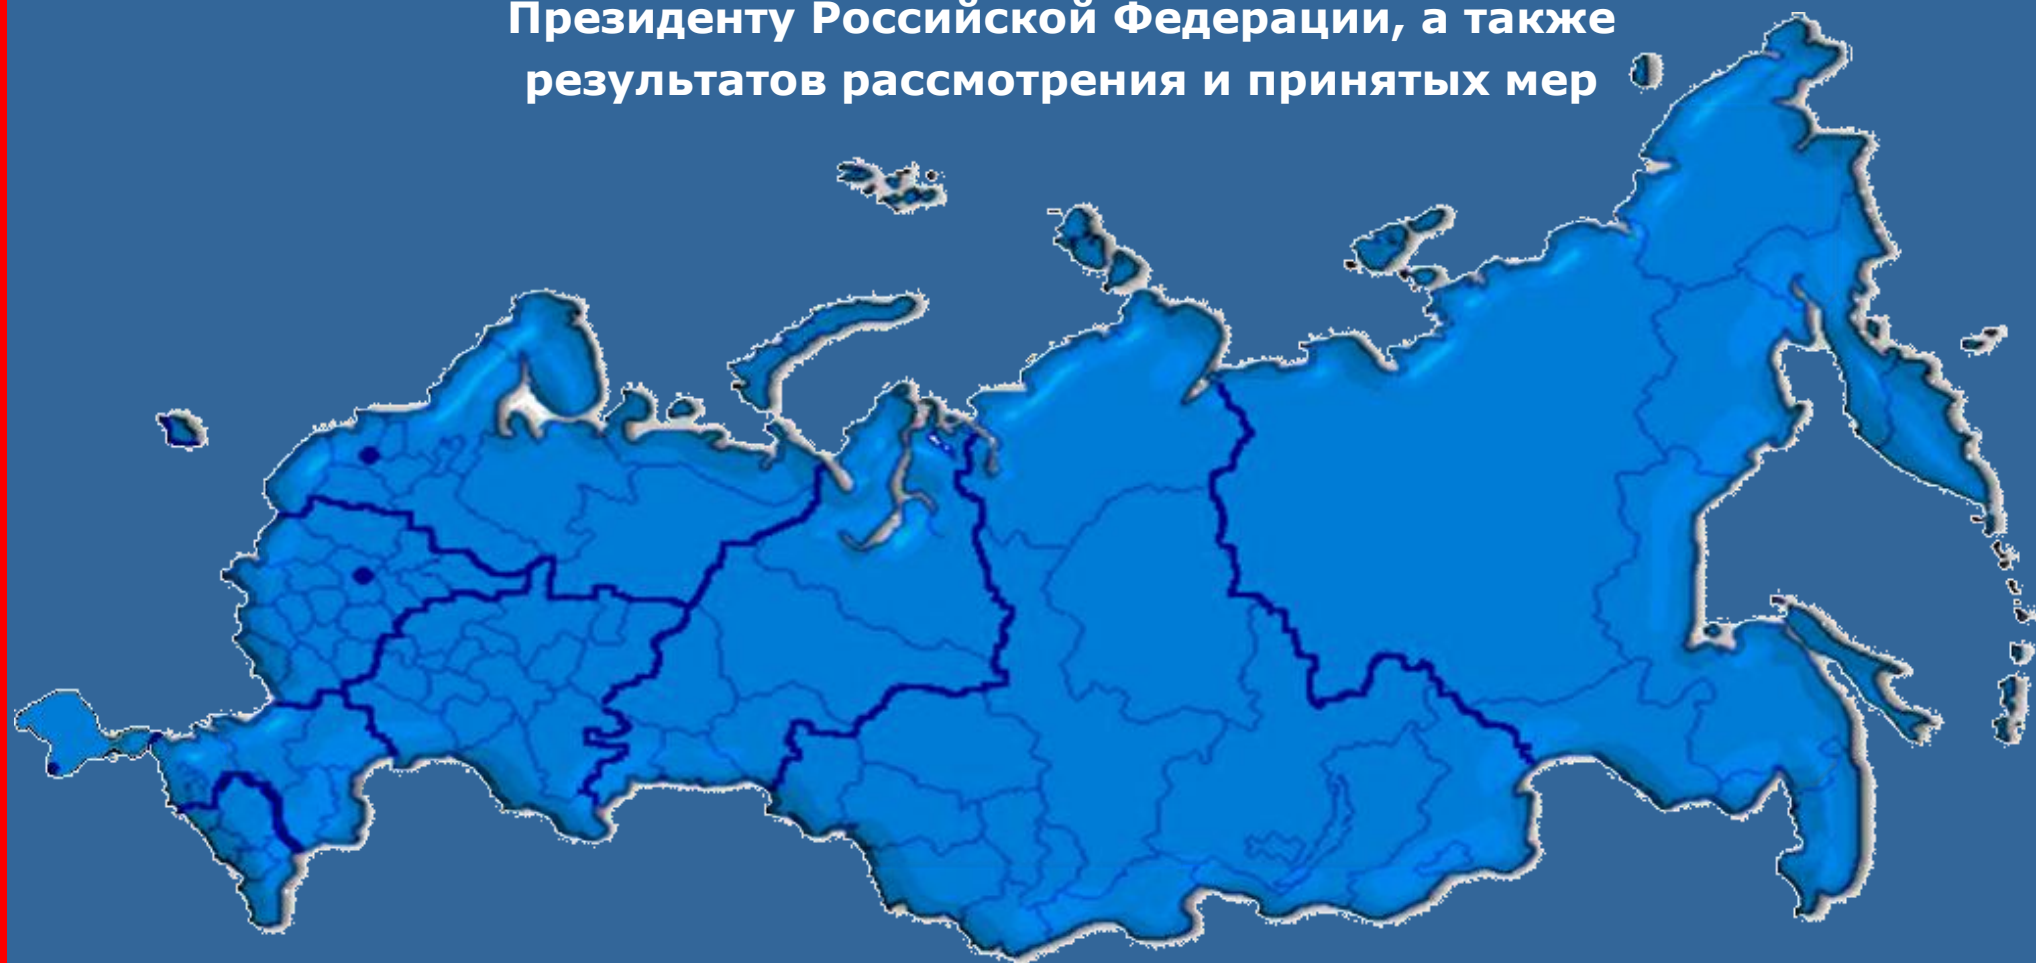 Президенту Российской Федерации, а также
результатов рассмотрения и принятых мер